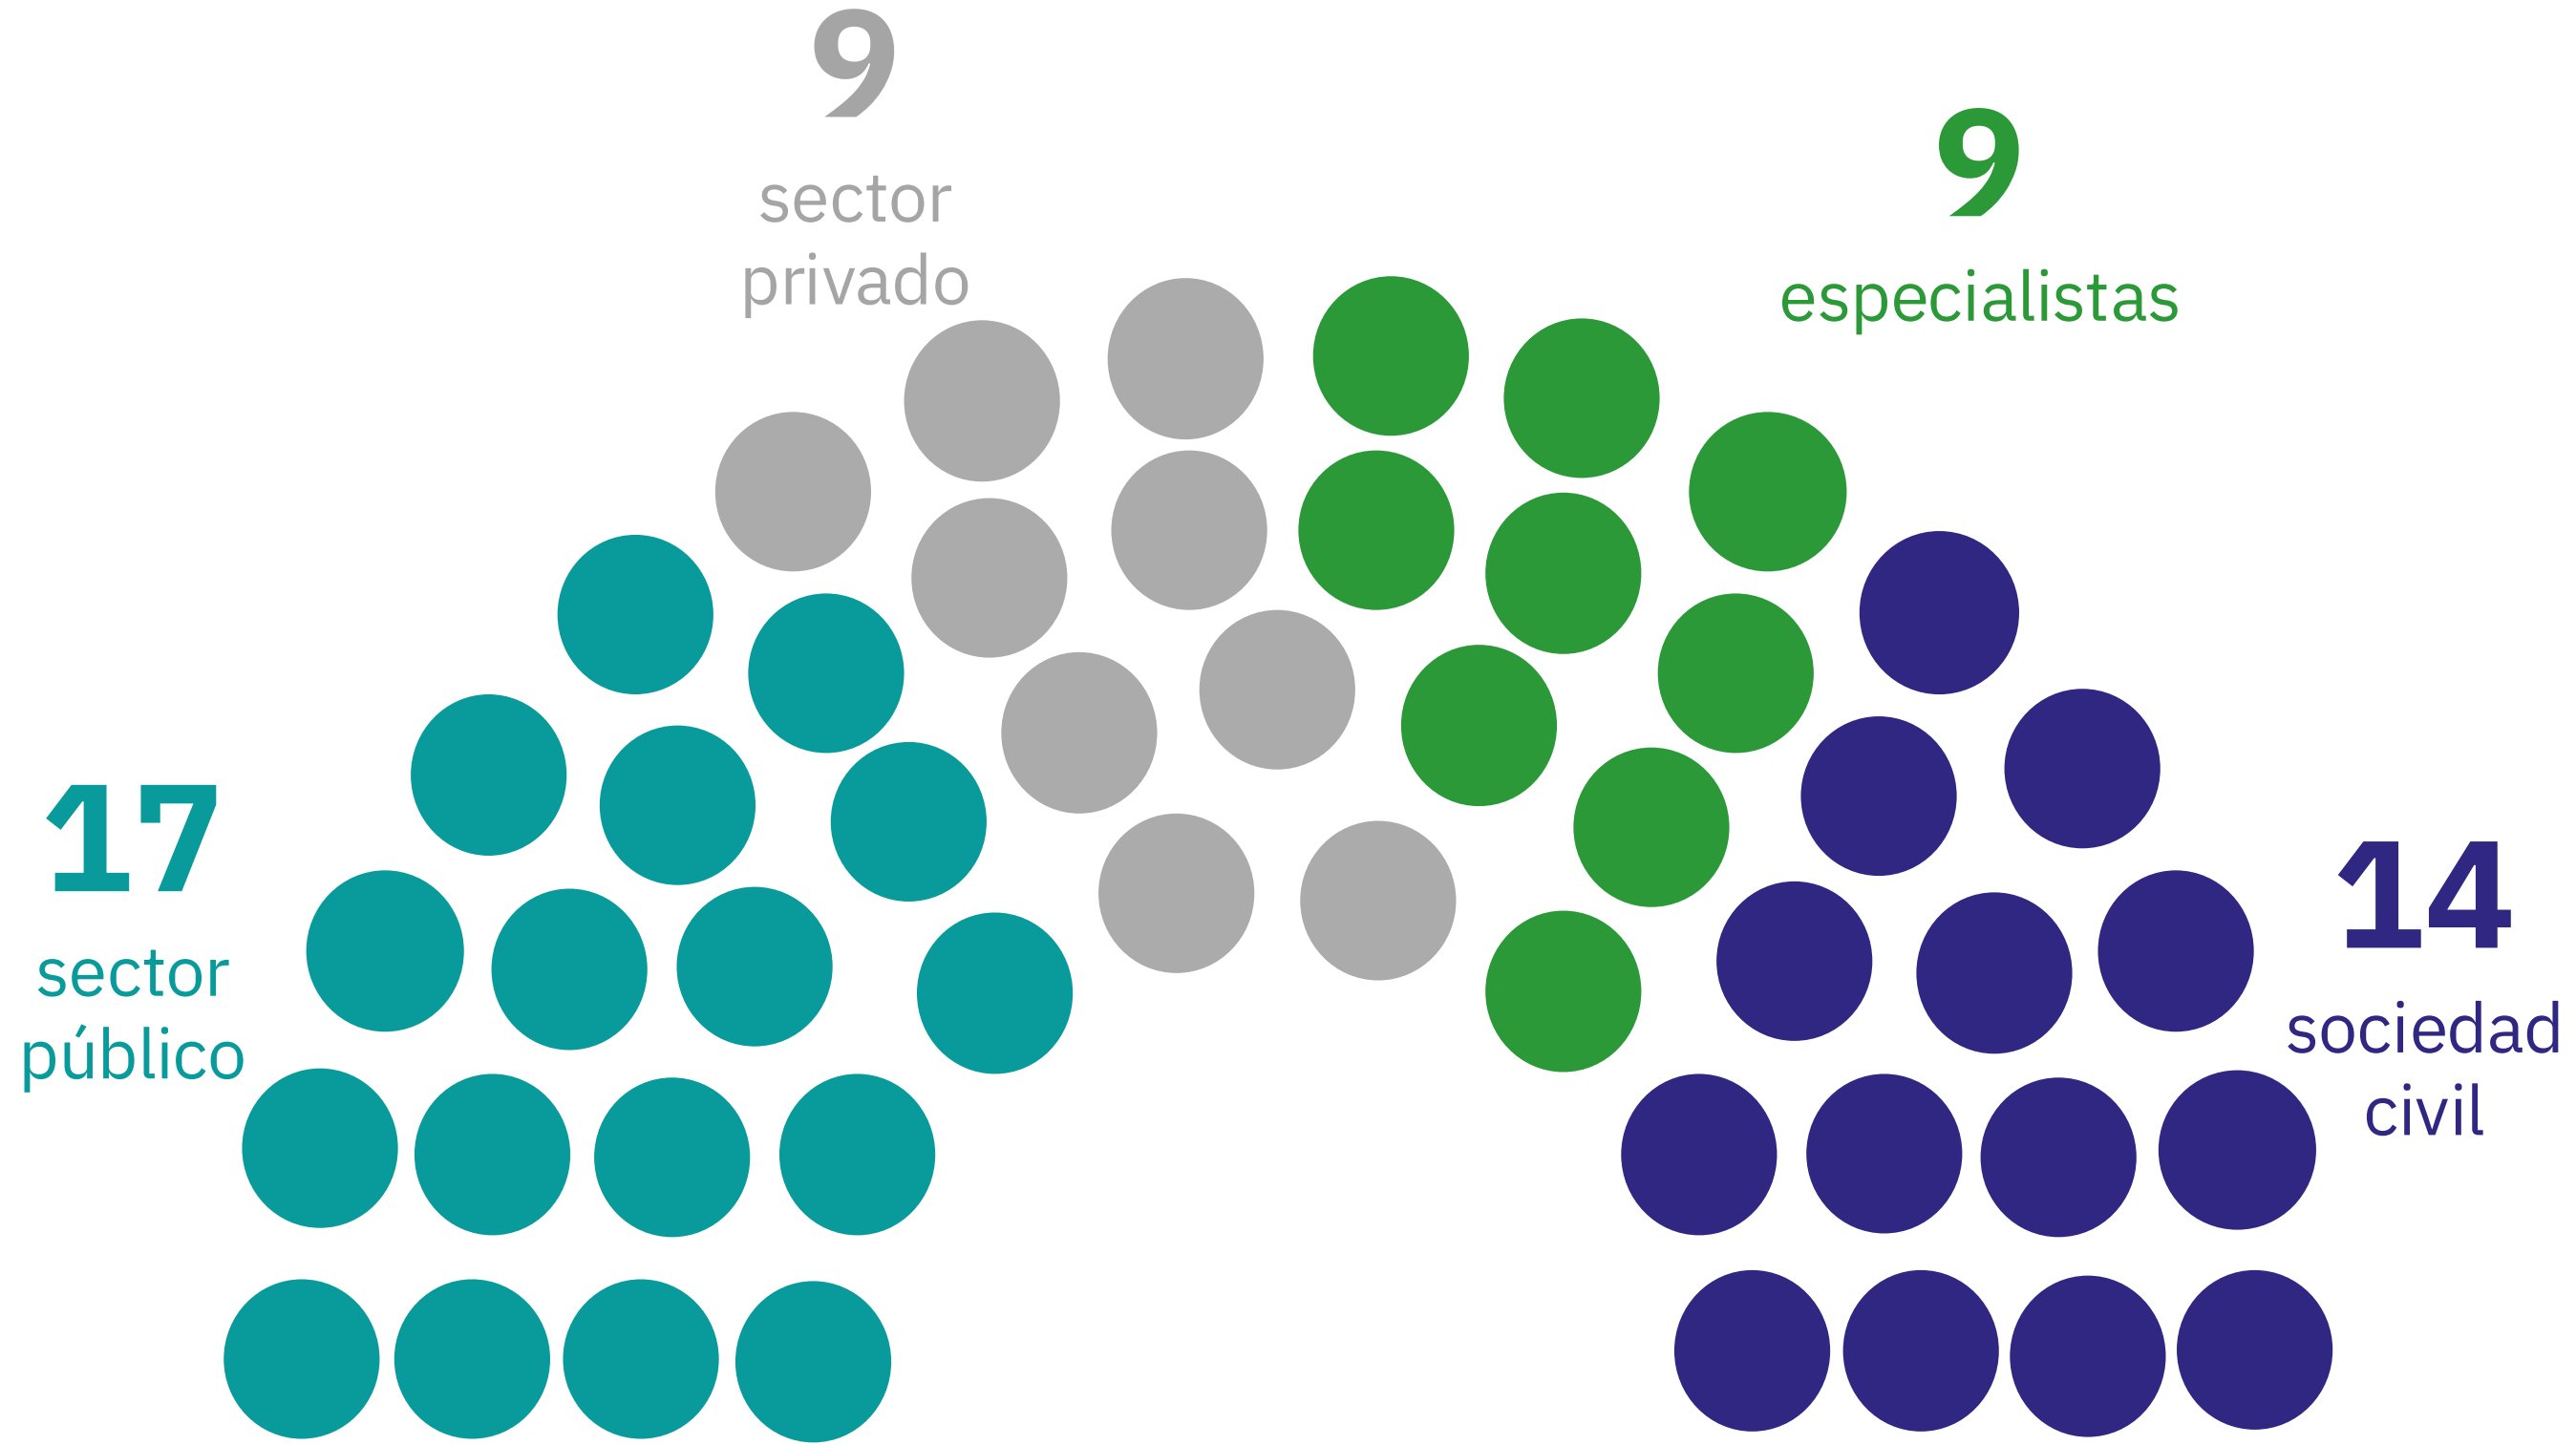 9
sector
privado
9
especialistas
17
sector
público
14
sociedad
civil